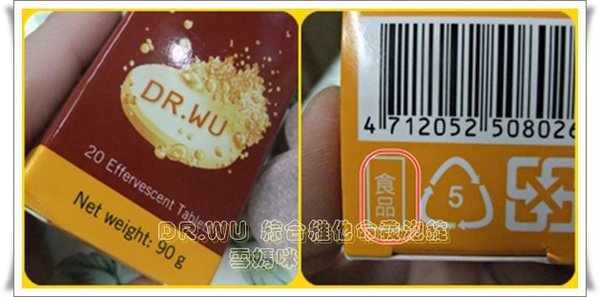 DR.WU
20 Effervescent Table
Net weight: 90 g
4 712052 508026
食品
5
DR.WU 綜合維他命發泡錠
雪媽咪